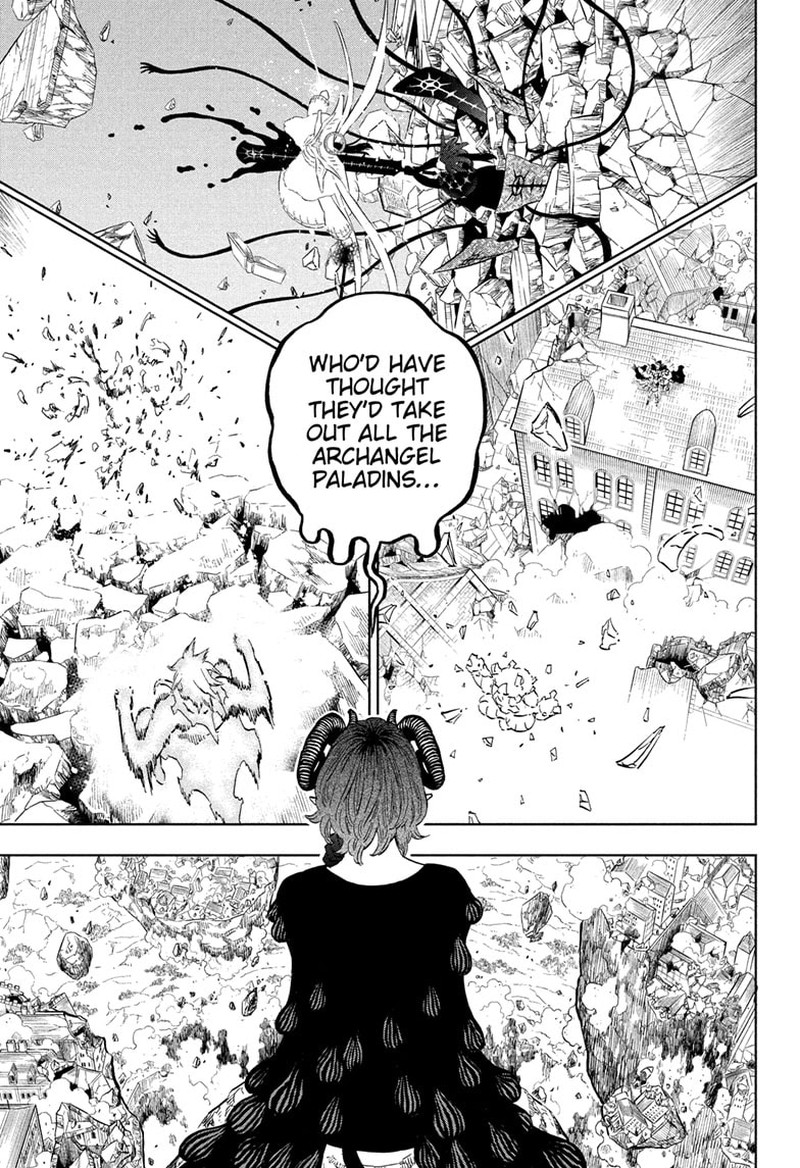 WHO'D HAVE
THOUGHT
THEY'D TAKE
OUT ALL THE
ARCHANGEL
PALADINS...